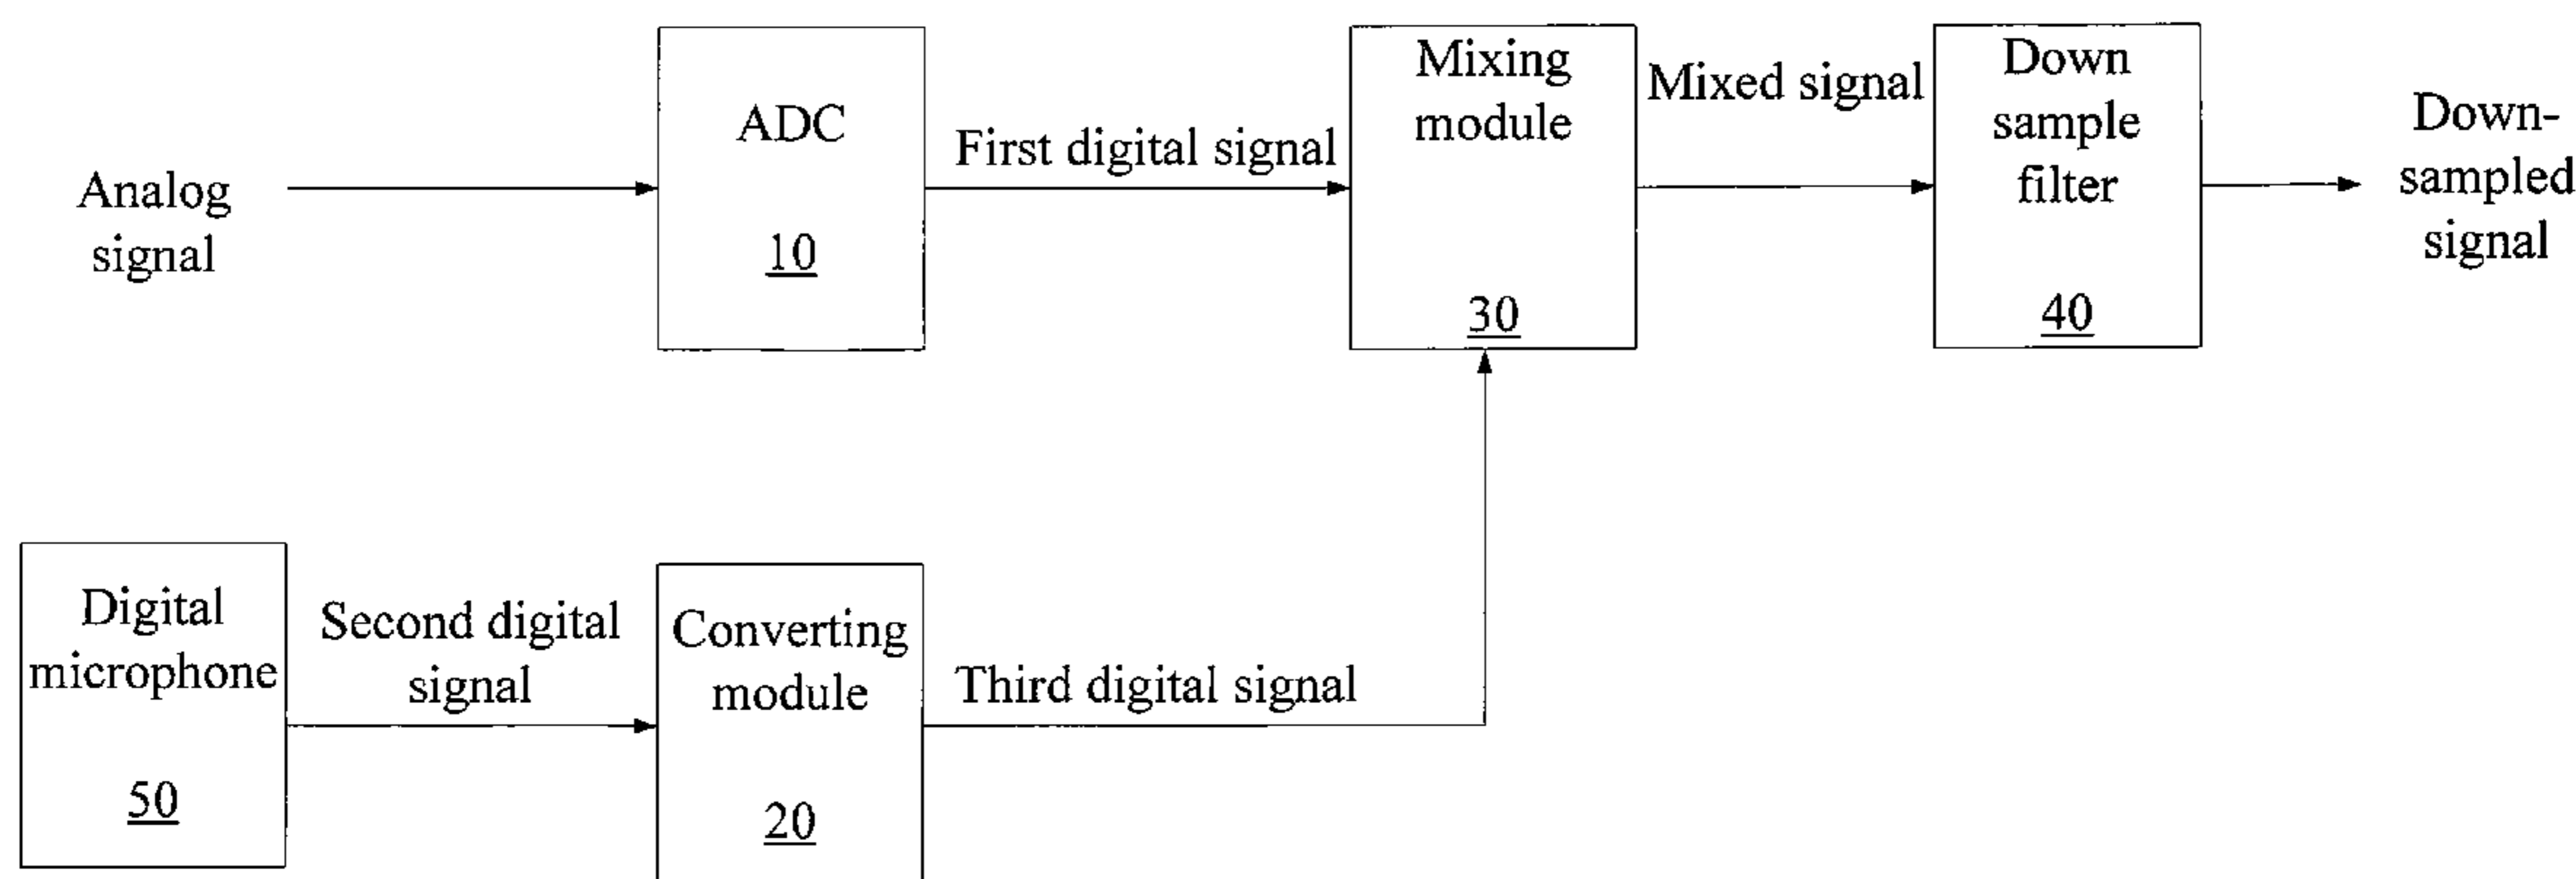 Analog
signal
ADC
10
First digital signal
Mixing
module
30
Mixed signal
Down
sample
filter
40
Down-
sampled
signal
Digital
microphone
50
Second digital
signal
Converting
module
20
Third digital signal